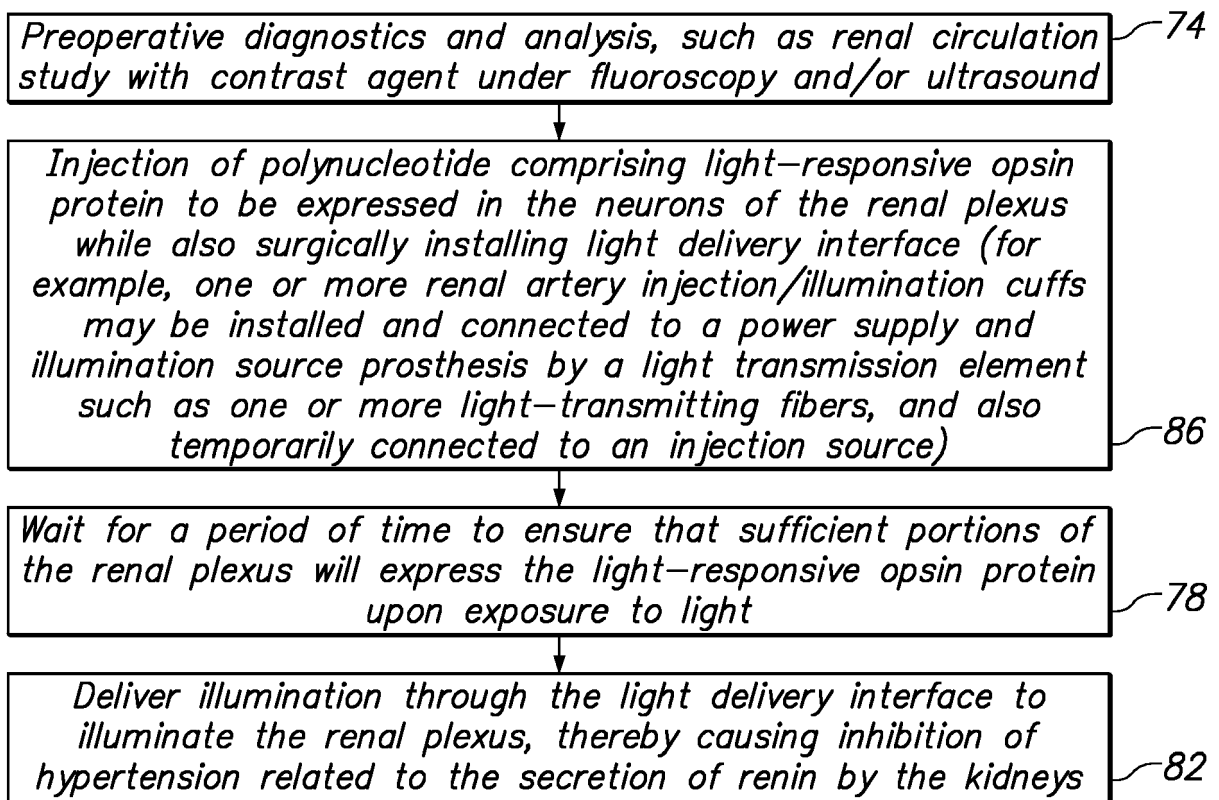 Preoperative diagnostics and analysis, such as renal circulation
study with contrast agent under fluoroscopy and/or ultrasound
74
Injection of polynucleotide comprising light-responsive opsin
protein to be expressed in the neurons of the renal plexus
while also surgically installing light delivery interface (for
example, one or more renal artery injection/illumination cuffs
may be installed and connected to a power supply and
illumination source prosthesis by a light transmission element
such as one or more light-transmitting fibers, and also
temporarily connected to an injection source)
86
Wait for a period of time to ensure that sufficient portions of
the renal plexus will express the light-responsive opsin protein
upon exposure to light
78
Deliver illumination through the light delivery interface to
illuminate the renal plexus, thereby causing inhibition of
hypertension related to the secretion of renin by the kidneys
82